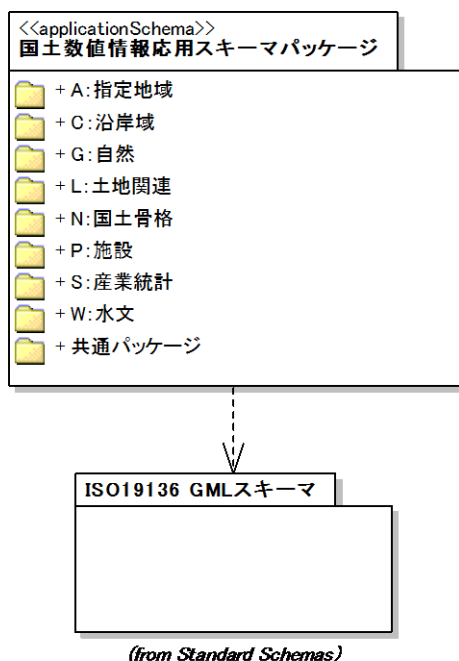 <<applicationSchema>>
国土数値情報応用スキーマパッケージ
+ A:指定地域
+ C:沿岸域
+ G:自然
+ L:土地関連
+ N:国土骨格
+ P:施設
+ S:産業統計
+ W:水文
+ 共通パッケージ
ISO19136 GMLスキーマ
(from Standard Schemas)